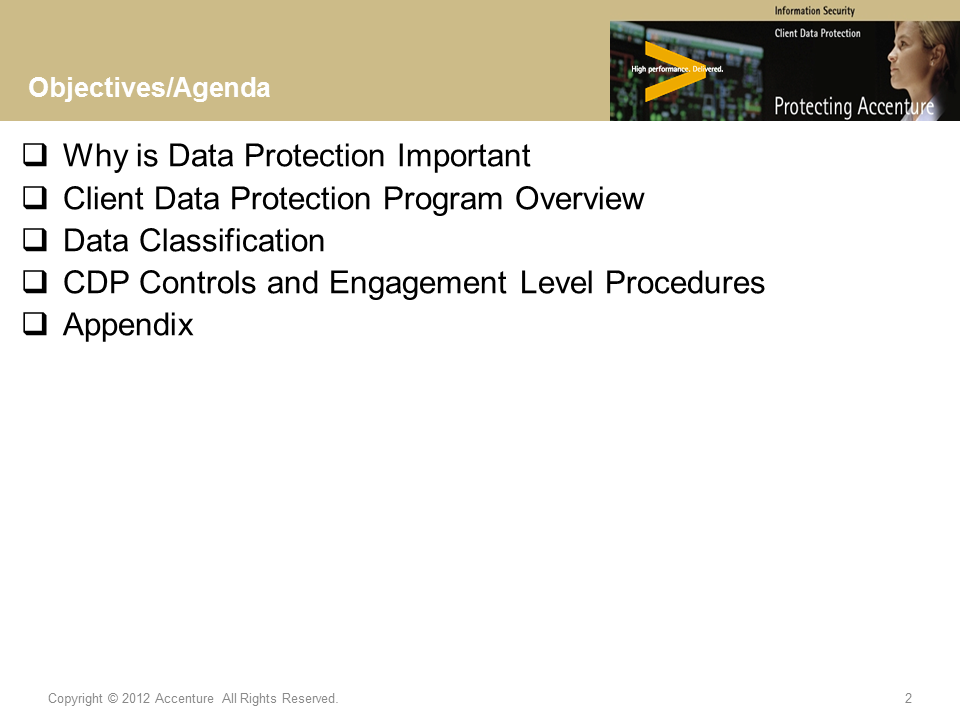 Information Security
Client Data Protection
High performance. Delivered.
Protecting Accenture
Objectives/Agenda
Why is Data Protection Important
Client Data Protection Program Overview
Data Classification
CDP Controls and Engagement Level Procedures
Appendix
Copyright © 2012 Accenture All Rights Reserved.
2